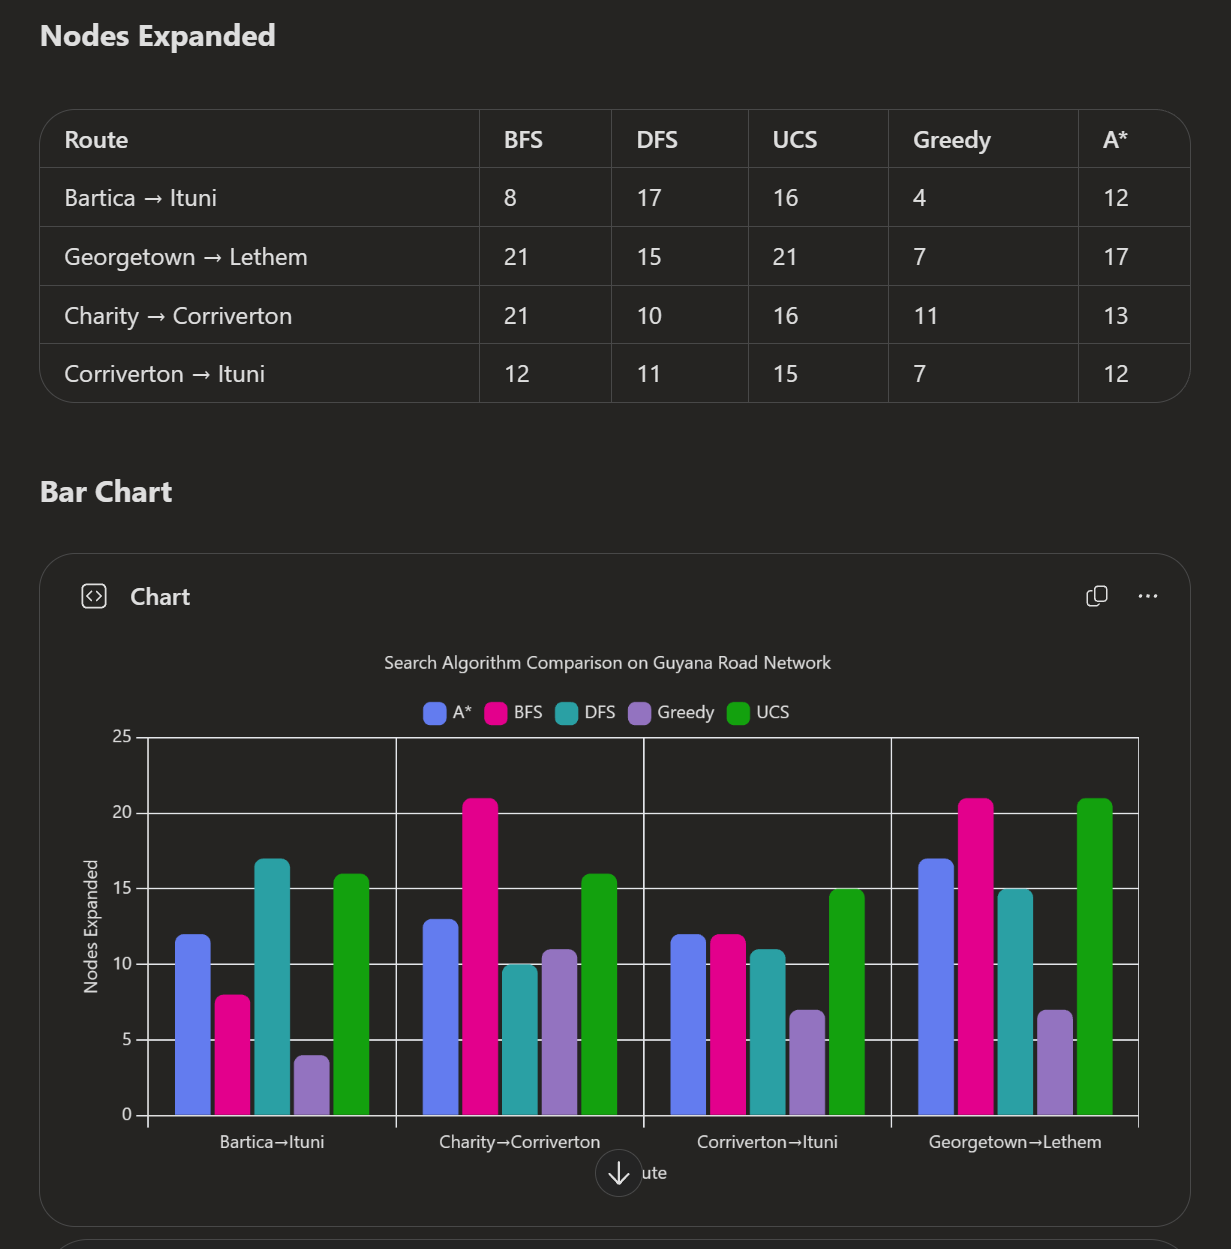 Nodes Expanded
Route BFS DFS UCS Greedy A*
Bartica → Ituni 8 17 16 4 12
Georgetown → Lethem 21 15 21 7 17
Charity → Corriverton 21 10 16 11 13
Corriverton → Ituni 12 11 15 7 12
Bar Chart
Chart
Search Algorithm Comparison on Guyana Road Network
A* BFS DFS Greedy UCS
25
20
15
10
5
0
Nodes Expanded
Bartica→Ituni Charity→Corriverton Corriverton→Ituni Georgetown→Lethem
ute